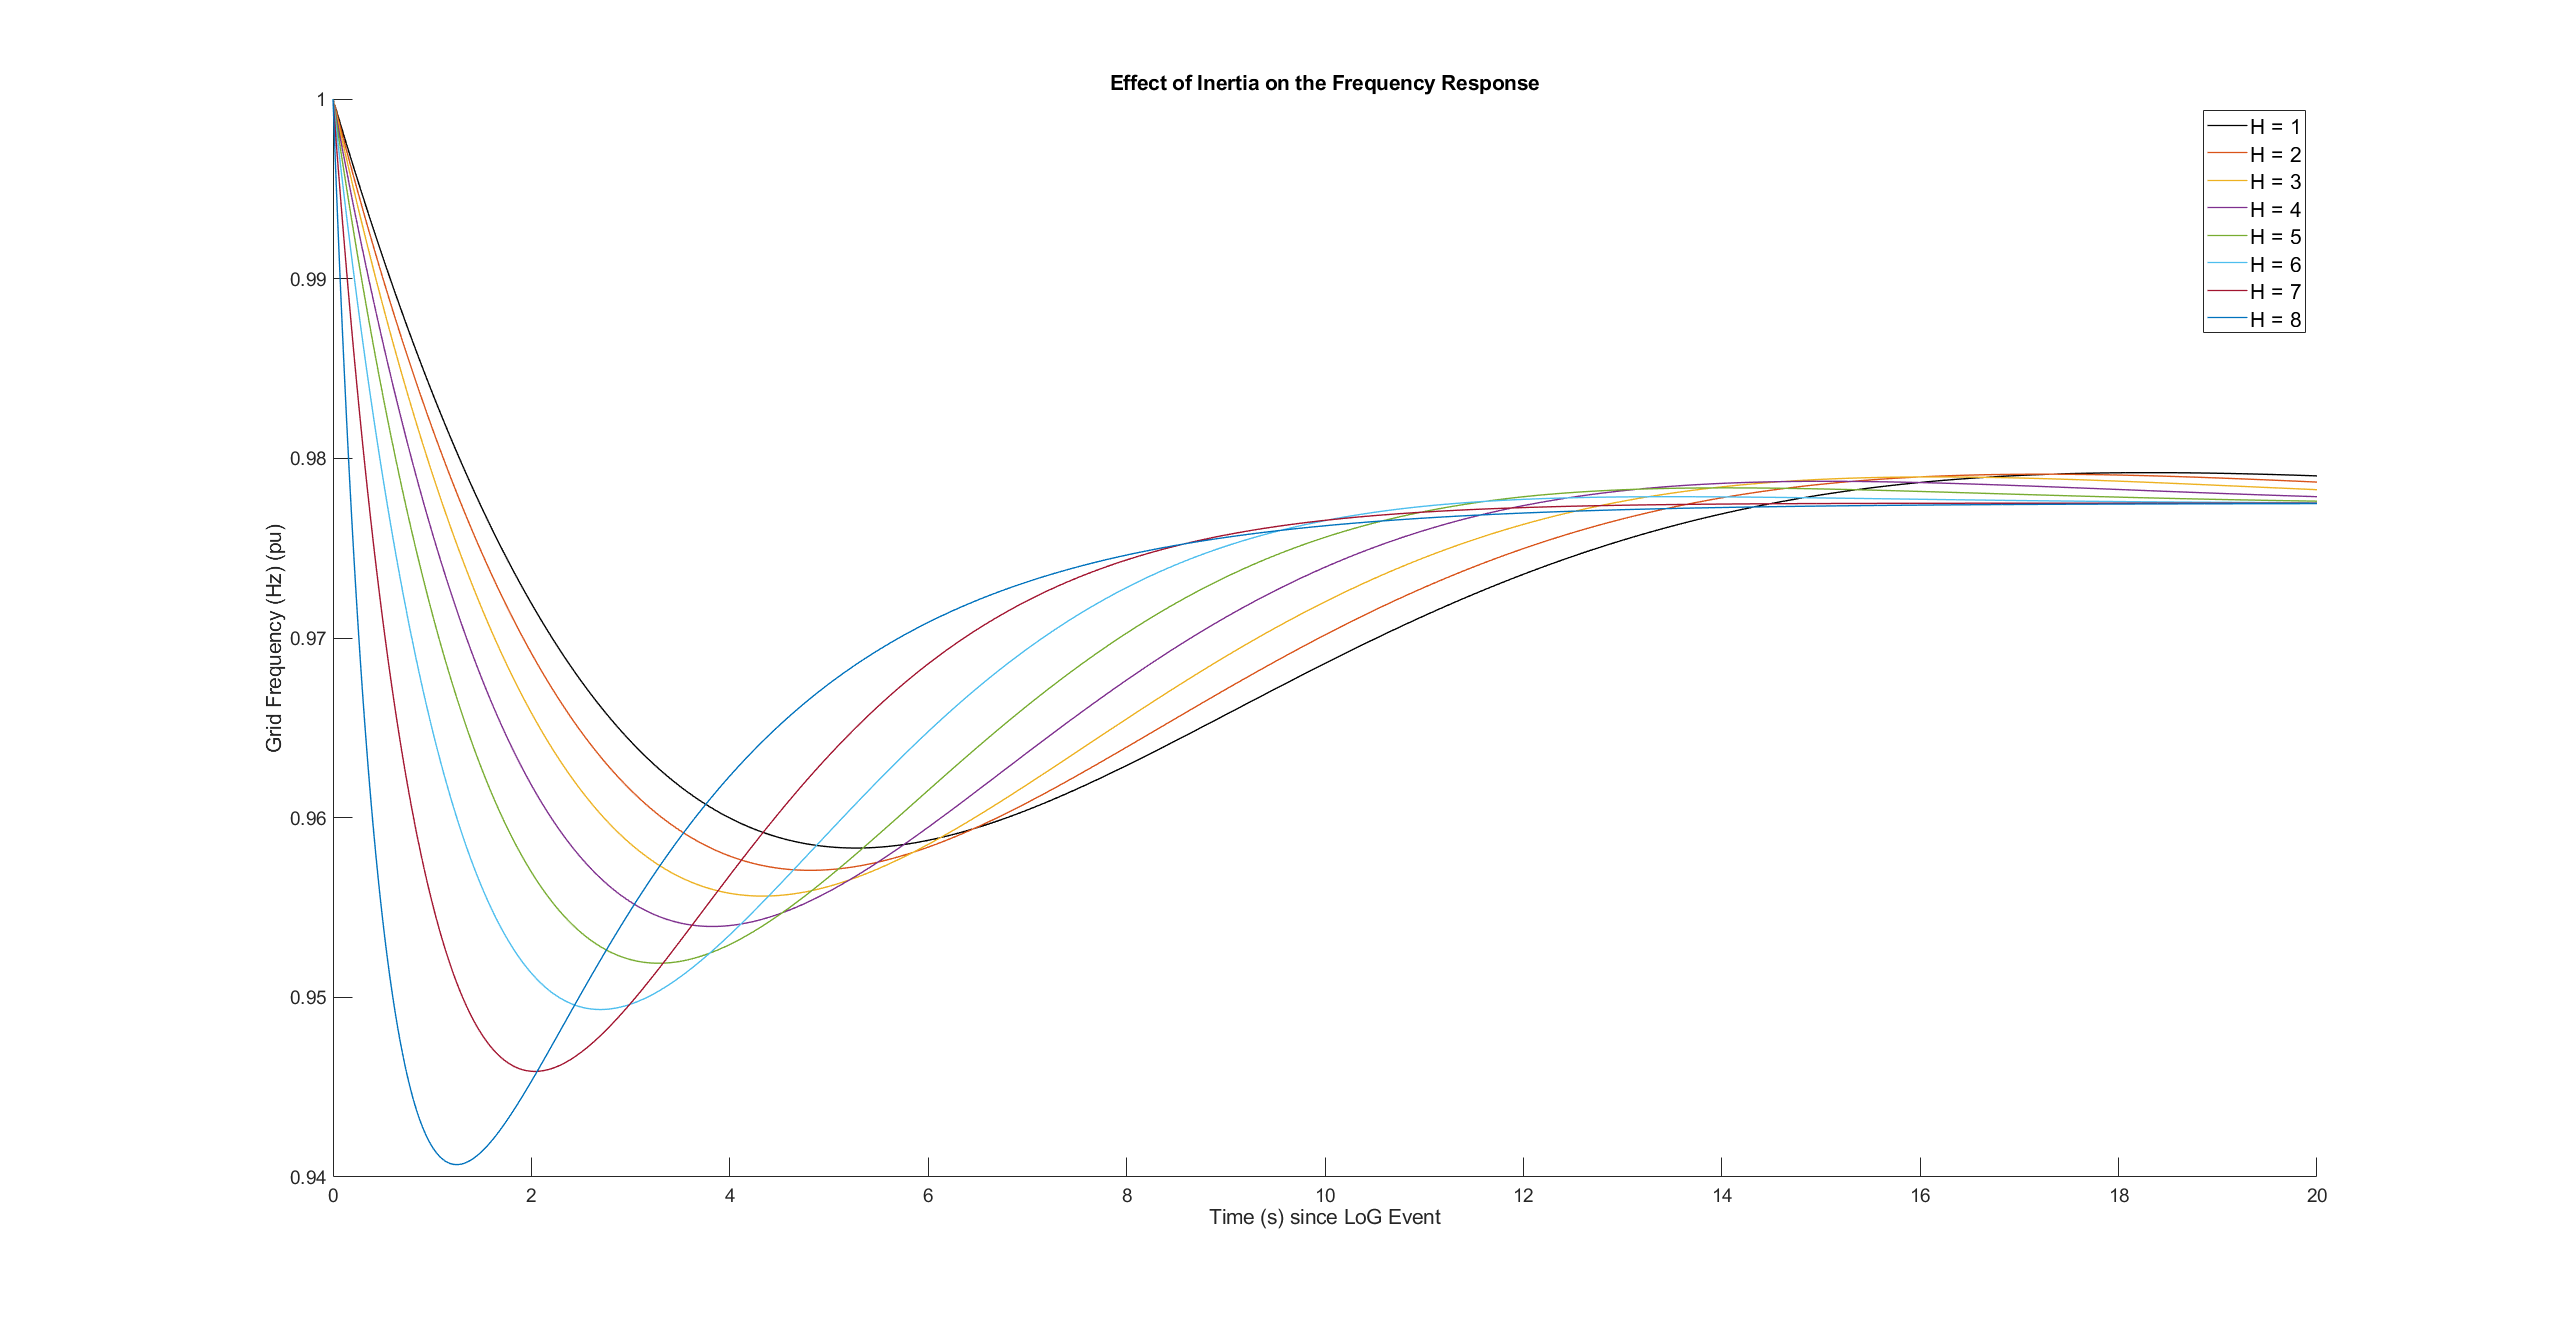 Effect of Inertia on the Frequency Response
1
0.99
0.98
0.97
0.96
0.95
0.94
Grid Frequency (Hz) (pu)
H = 1
H = 2
H = 3
H = 4
H = 5
H = 6
H = 7
H = 8
0 2 4 6 8 10 12 14 16 18 20
Time (s) since LoG Event